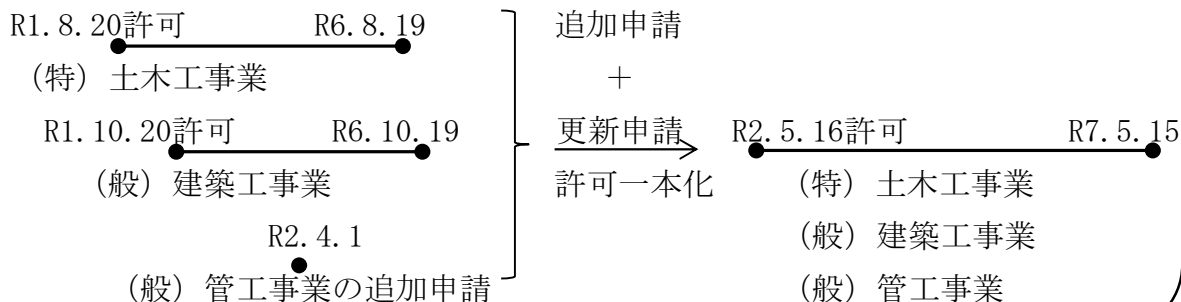 R1.8.20許可 R6.8.19
(特)土木工事業
R1.10.20許可 R6.10.19
(般)建築工事業
R2.4.1
(般)管工事業の追加申請
追加申請
+
更新申請
許可一本化
R2.5.16許可 R7.5.15
(特)土木工事業
(般)建築工事業
(般)管工事業